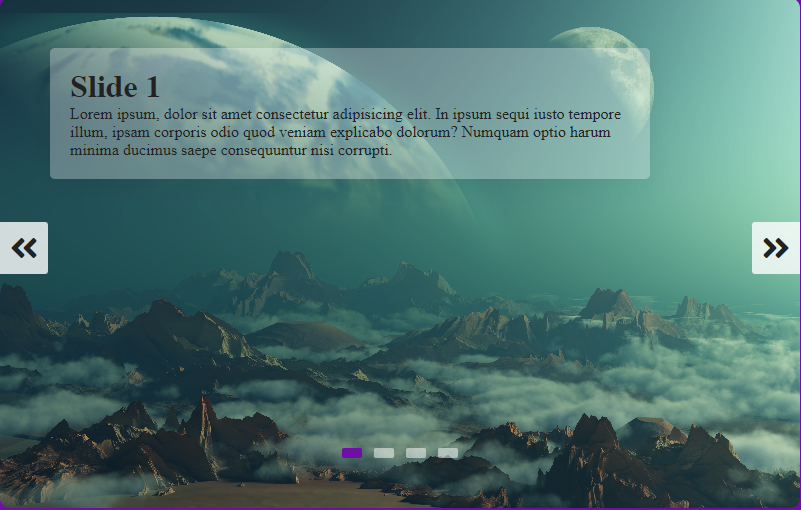 Slide 1
Lorem ipsum, dolor sit amet consectetur adipisicing elit. In ipsum sequi iusto tempore
illum, ipsam corporis odio quod veniam explicabo dolorum? Numquam optio harum
minima ducimus saepe consequuntur nisi corrupti.